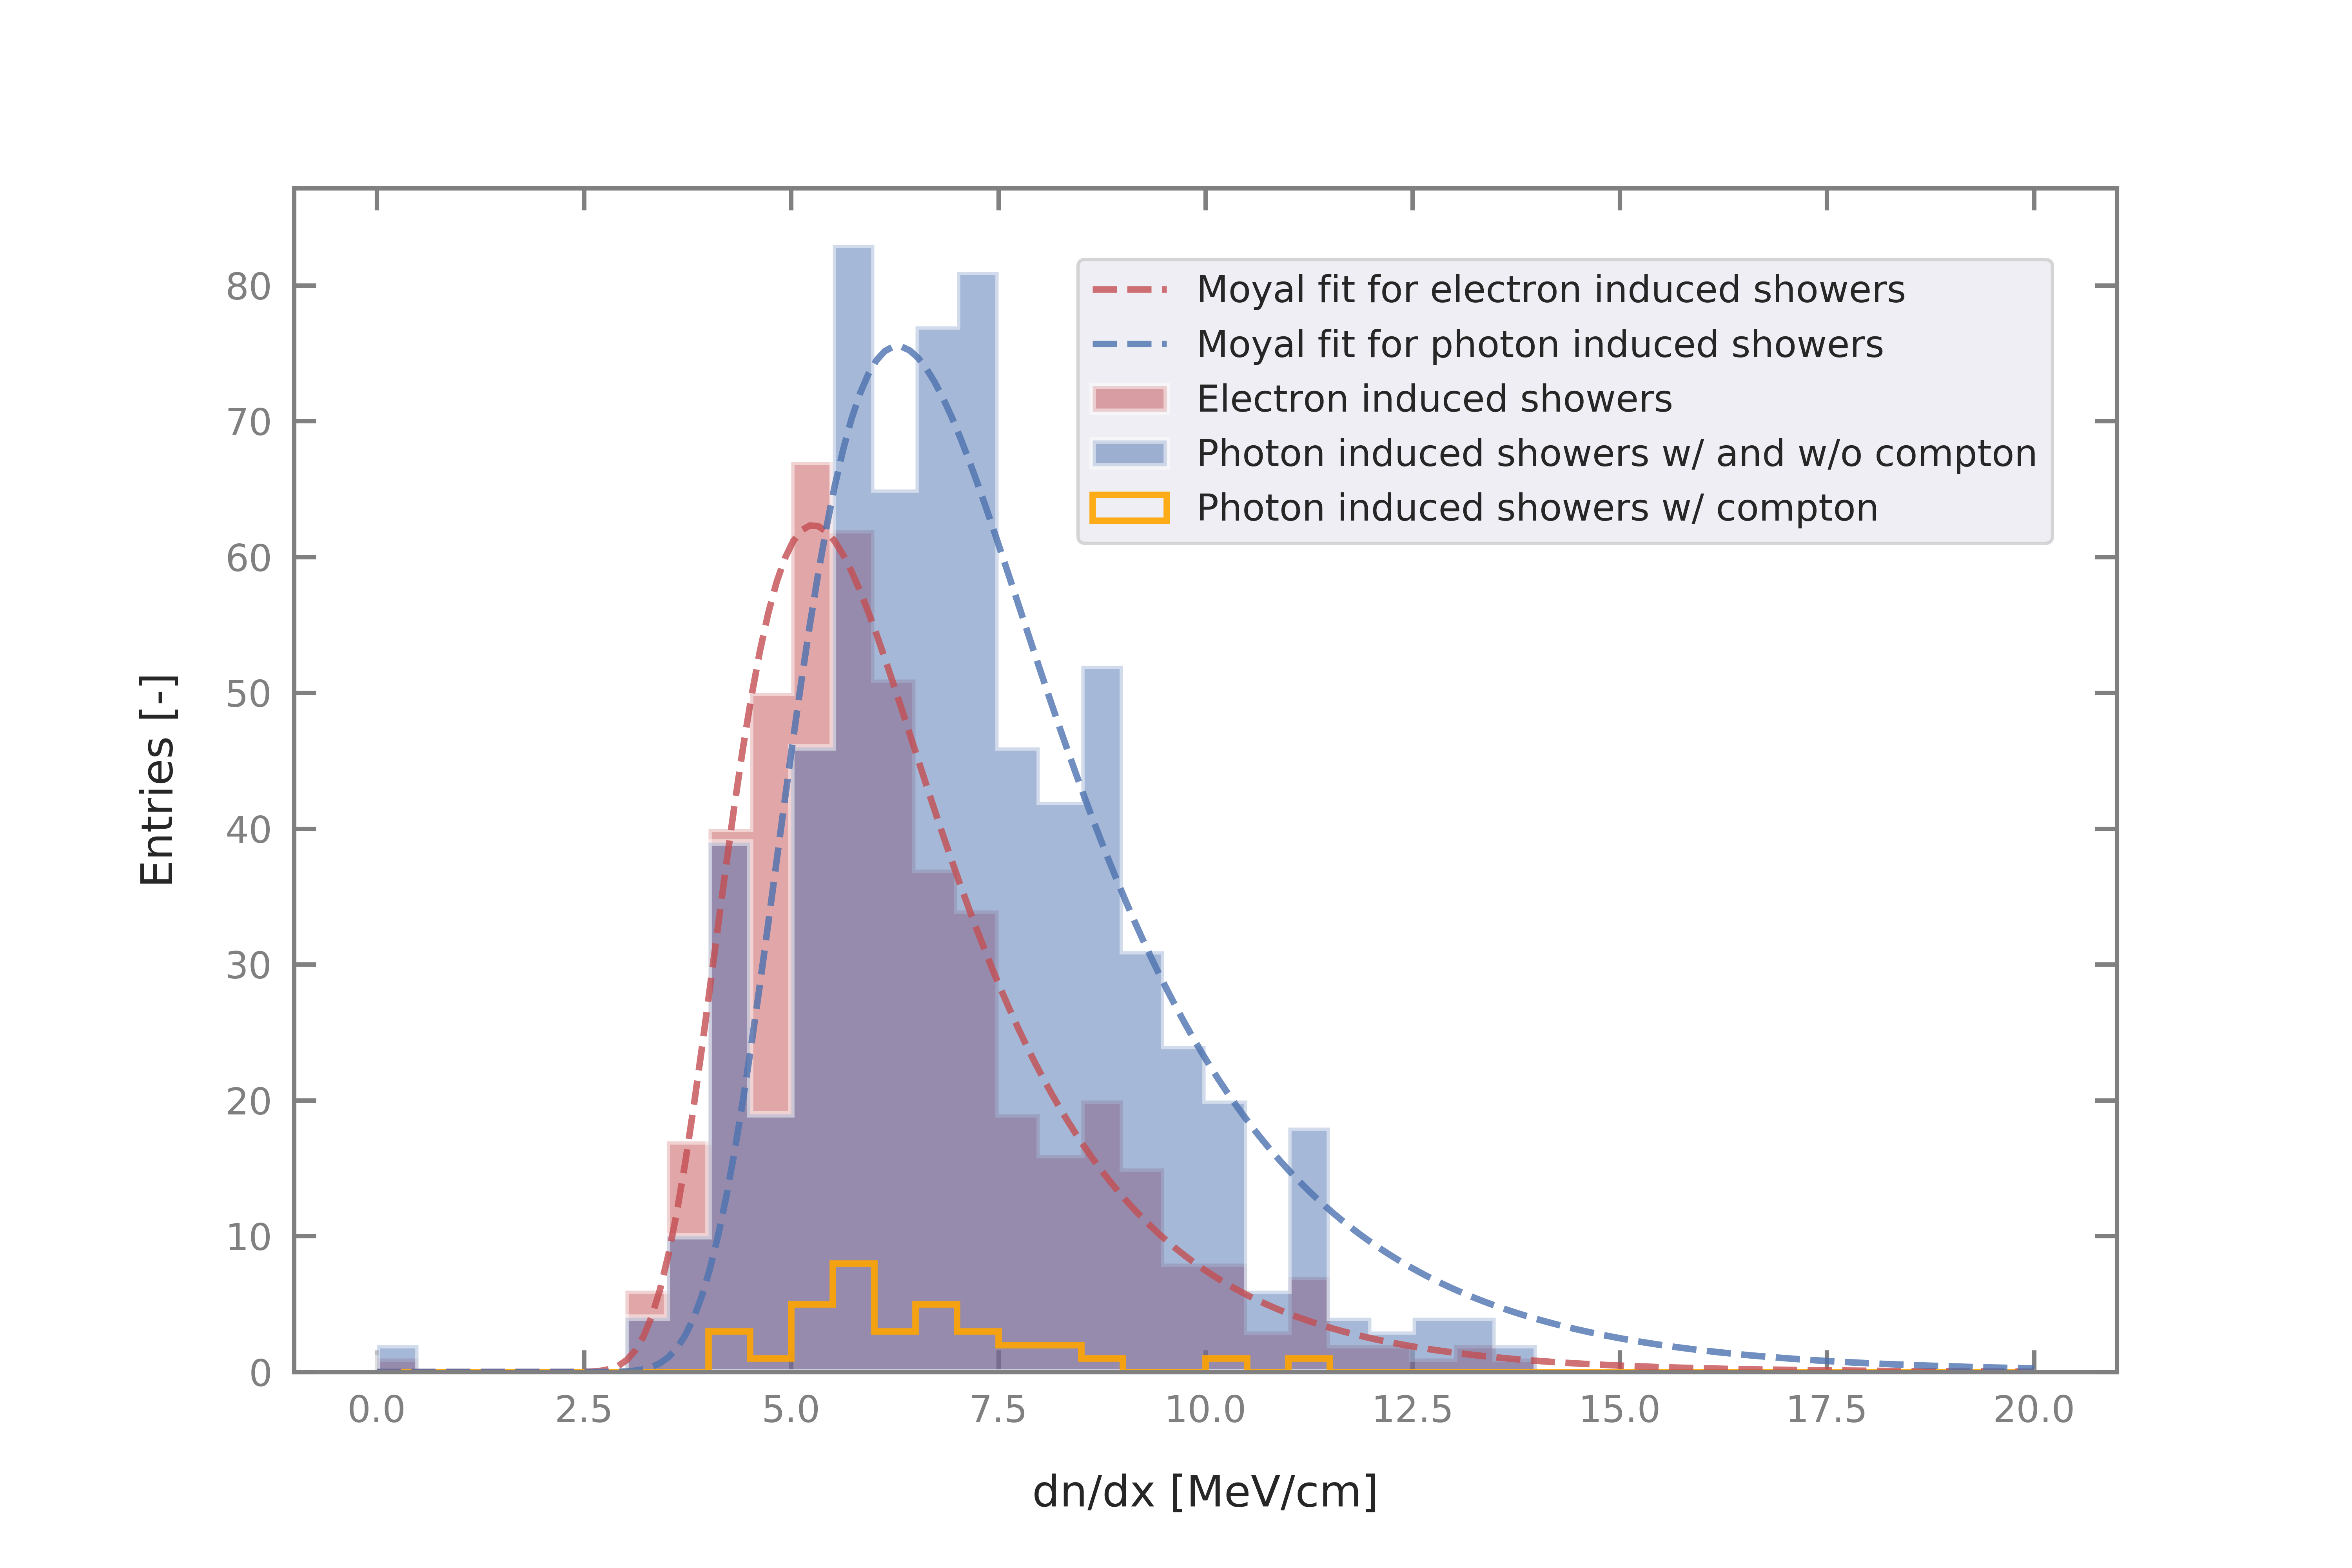 Moyal fit for electron induced showers
Moyal fit for photon induced showers
Electron induced showers
Photon induced showers w/ and w/o compton
Photon induced showers w/ compton
Entries [-]
80
70
60
50
40
30
20
10
0
0.0 2.5 5.0 7.5 10.0 12.5 15.0 17.5 20.0
dn/dx [MeV/cm]